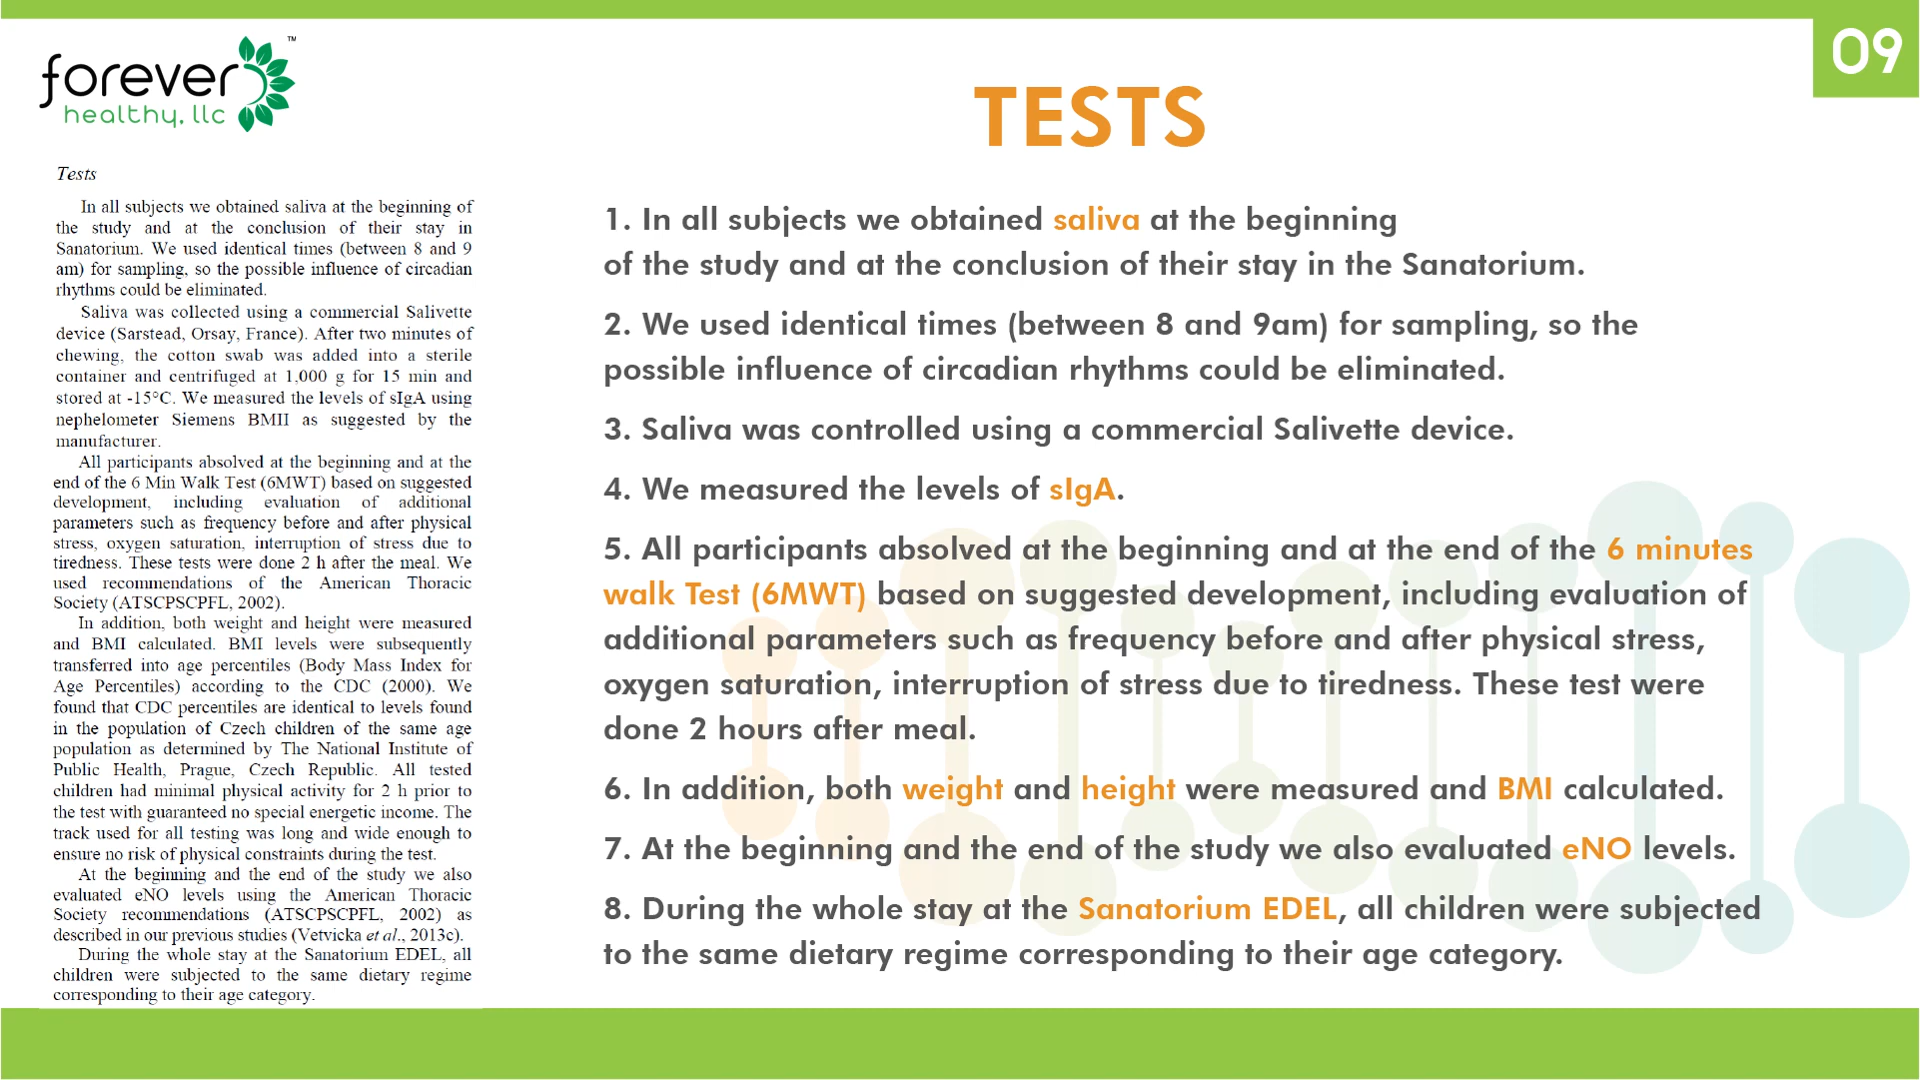 forever
healthy, llc
™
09
TESTS
Tests
In all subjects we obtained saliva at the beginning of
the study and at the conclusion of their stay in
Sanatorium. We used identical times (between 8 and 9
am) for sampling, so the possible influence of circadian
rhythms could be eliminated.
Saliva was collected using a commercial Salivette
device (Sarstead, Orsay, France). After two minutes of
chewing, the cotton swab was added into a sterile
container and centrifuged at 1,000 g for 15 min and
stored at -15°C. We measured the levels of sIgA using
nephelometer Siemens BMII as suggested by the
manufacturer.
All participants absolved at the beginning and at the
end of the 6 Min Walk Test (6MWT) based on suggested
development, including evaluation of additional
parameters such as frequency before and after physical
stress, oxygen saturation, interruption of stress due to
tiredness. These tests were done 2 h after the meal. We
used recommendations of the American Thoracic
Society (ATSCPSCPFL, 2002).
In addition, both weight and height were measured
and BMI calculated. BMI levels were subsequently
transferred into age percentiles (Body Mass Index for
Age Percentiles) according to the CDC (2000). We
found that CDC percentiles are identical to levels found
in the population of Czech children of the same age
population as determined by The National Institute of
Public Health, Prague, Czech Republic. All tested
children had minimal physical activity for 2 h prior to
the test with guaranteed no special energetic income. The
track used for all testing was long and wide enough to
ensure no risk of physical constraints during the test.
At the beginning and the end of the study we also
evaluated eNO levels using the American Thoracic
Society recommendations (ATSCPSCPFL, 2002) as
described in our previous studies (Vetvicka et al., 2013c).
During the whole stay at the Sanatorium EDEL, all
children were subjected to the same dietary regime
corresponding to their age category.
1. In all subjects we obtained saliva at the beginning
of the study and at the conclusion of their stay in the Sanatorium.
2. We used identical times (between 8 and 9am) for sampling, so the
possible influence of circadian rhythms could be eliminated.
3. Saliva was controlled using a commercial Salivette device.
4. We measured the levels of sIgA.
5. All participants absolved at the beginning and at the end of the 6 minutes
walk Test (6MWT) based on suggested development, including evaluation of
additional parameters such as frequency before and after physical stress,
oxygen saturation, interruption of stress due to tiredness. These test were
done 2 hours after meal.
6. In addition, both weight and height were measured and BMI calculated.
7. At the beginning and the end of the study we also evaluated eNO levels.
8. During the whole stay at the Sanatorium EDEL, all children were subjected
to the same dietary regime corresponding to their age category.